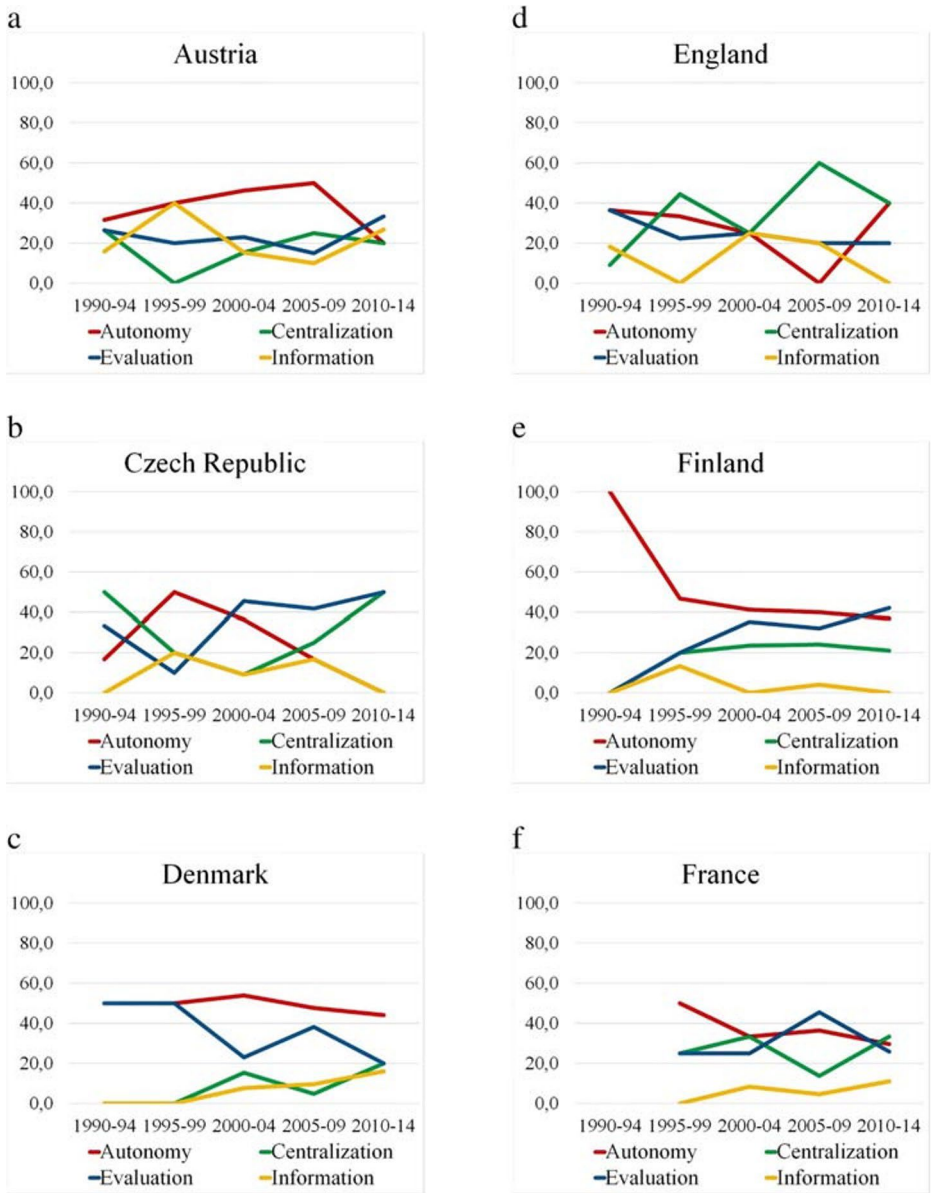 a
Austria
100,0
80,0
60,0
40,0
20,0
0,0
1990-94 1995-99 2000-04 2005-09 2010-14
Autonomy Centralization
Evaluation Information
d
England
100,0
80,0
60,0
40,0
20,0
0,0
1990-94 1995-99 2000-04 2005-09 2010-14
Autonomy Centralization
Evaluation Information
b
Czech Republic
100,0
80,0
60,0
40,0
20,0
0,0
1990-94 1995-99 2000-04 2005-09 2010-14
Autonomy Centralization
Evaluation Information
e
Finland
100,0
80,0
60,0
40,0
20,0
0,0
1990-94 1995-99 2000-04 2005-09 2010-14
Autonomy Centralization
Evaluation Information
c
Denmark
100,0
80,0
60,0
40,0
20,0
0,0
1990-94 1995-99 2000-04 2005-09 2010-14
Autonomy Centralization
Evaluation Information
f
France
100,0
80,0
60,0
40,0
20,0
0,0
1990-94 1995-99 2000-04 2005-09 2010-14
Autonomy Centralization
Evaluation Information